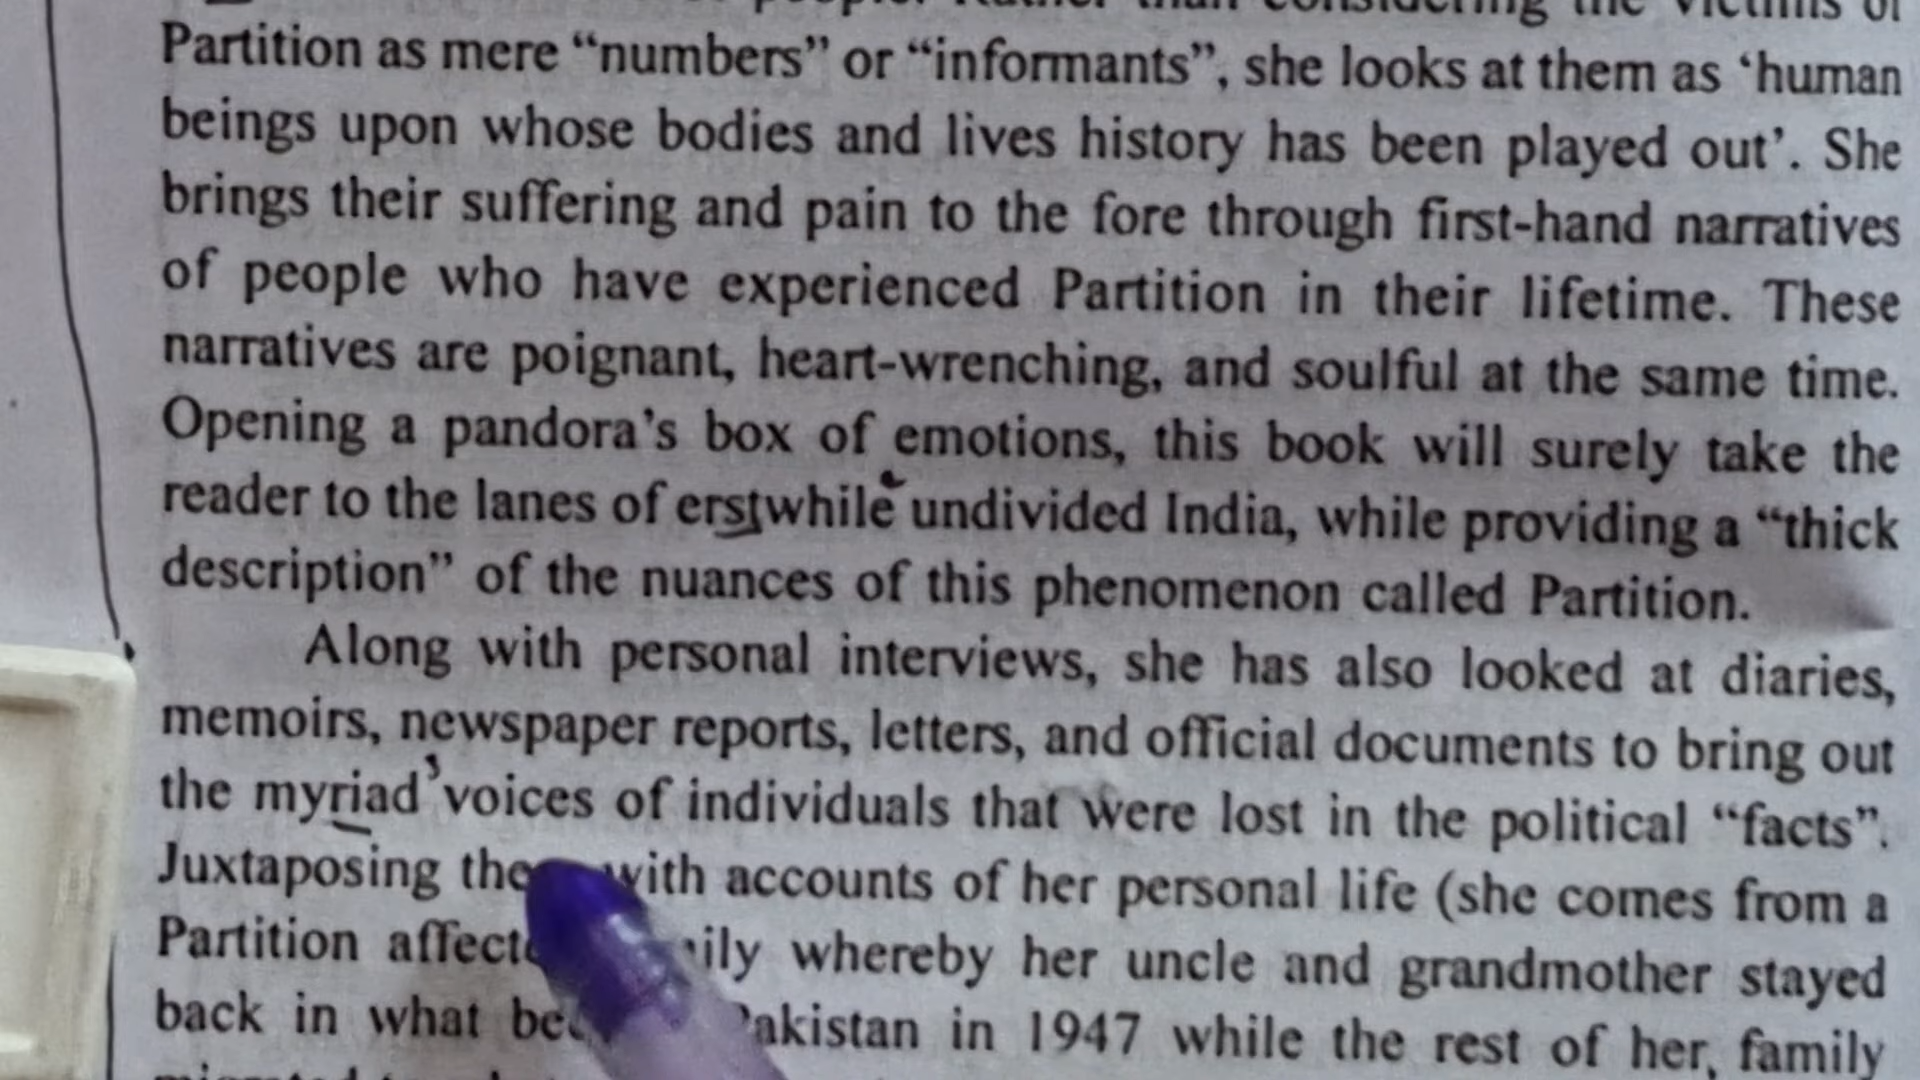 people. Rather than considering the victims of
Partition as mere “numbers” or “informants”, she looks at them as ‘human
beings upon whose bodies and lives history has been played out’. She
brings their suffering and pain to the fore through first-hand narratives
of people who have experienced Partition in their lifetime. These
narratives are poignant, heart-wrenching, and soulful at the same time.
Opening a pandora’s box of emotions, this book will surely take the
reader to the lanes of erstwhile undivided India, while providing a “thick
description” of the nuances of this phenomenon called Partition.
Along with personal interviews, she has also looked at diaries,
memoirs, newspaper reports, letters, and official documents to bring out
the myriad voices of individuals that were lost in the political “facts”.
Juxtaposing with accounts of her personal life (she comes from a
Partition whereby her uncle and grandmother stayed
back in what in 1947 while the rest of her, family